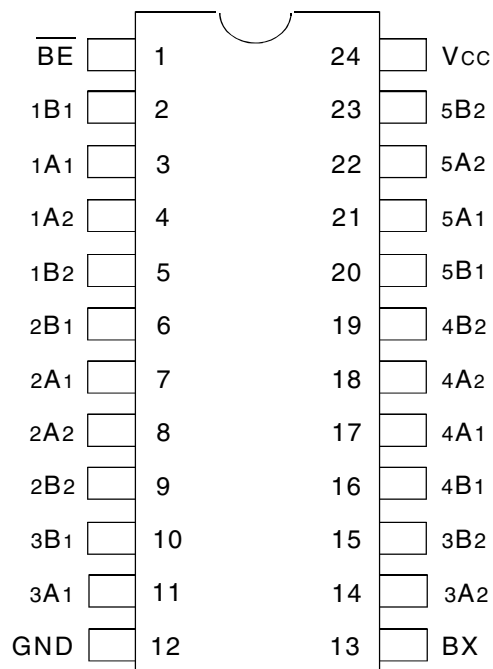 BE 1 24 Vcc
1B1 2 23 5B2
1A1 3 22 5A2
1A2 4 21 5A1
1B2 5 20 5B1
2B1 6 19 4B2
2A1 7 18 4A2
2A2 8 17 4A1
2B2 9 16 4B1
3B1 10 15 3B2
3A1 11 14 3A2
GND 12 13 BX